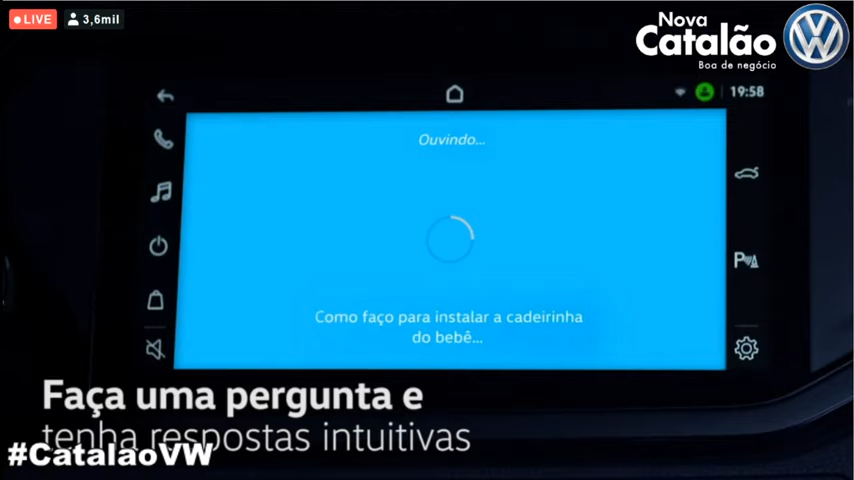 LIVE
3,6mil
Nova
Catalão
Boa de negócio
19:58
Ouvindo...
Como faço para instalar a cadeirinha
do bebê...
Faça uma pergunta e
tenha respostas intuitivas
#CatalãoVW